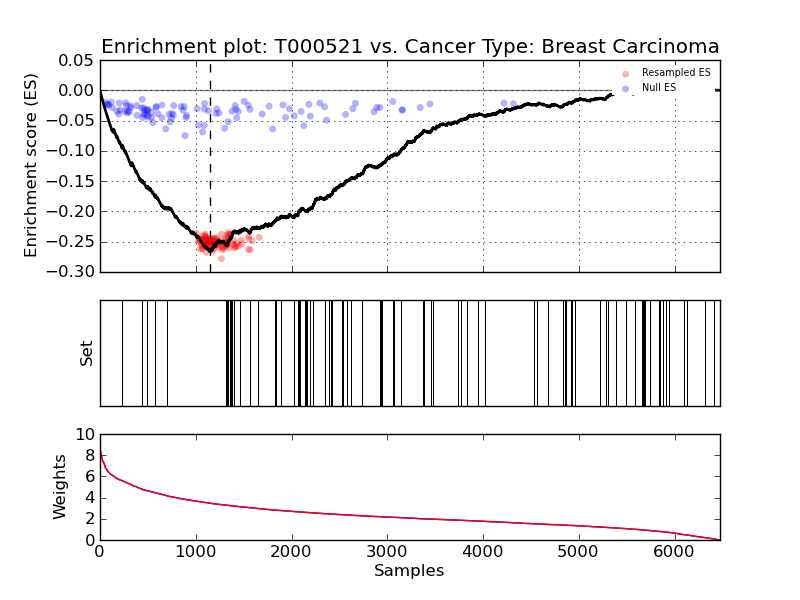 Enrichment plot: T000521 vs. Cancer Type: Breast Carcinoma
Enrichment score (ES)
0.05
0.00
−0.05
−0.10
−0.15
−0.20
−0.25
−0.30
Resampled ES
Null ES
Set
Weights
10
8
6
4
2
0
0 1000 2000 3000 4000 5000 6000
Samples